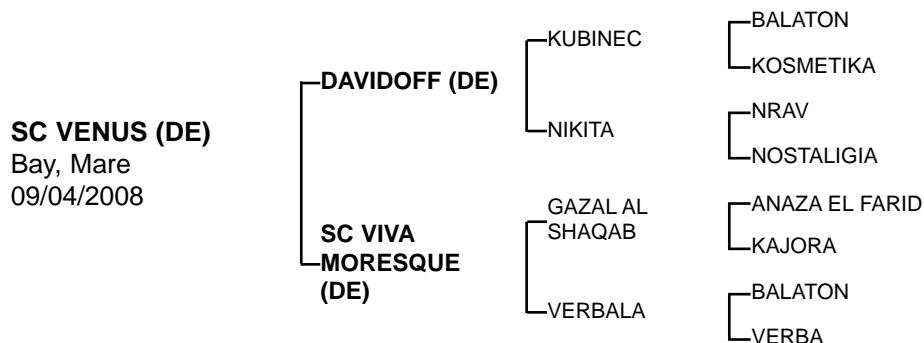 SC VENUS (DE)
Bay, Mare
09/04/2008
DAVIDOFF (DE)
SC VIVA
MORESQUE
(DE)
KUBINEC
NIKITA
GAZAL AL
SHAQAB
VERBALA
BALATON
KOSMETIKA
NRAV
NOSTALIGIA
ANAZA EL FARID
KAJORA
BALATON
VERBA